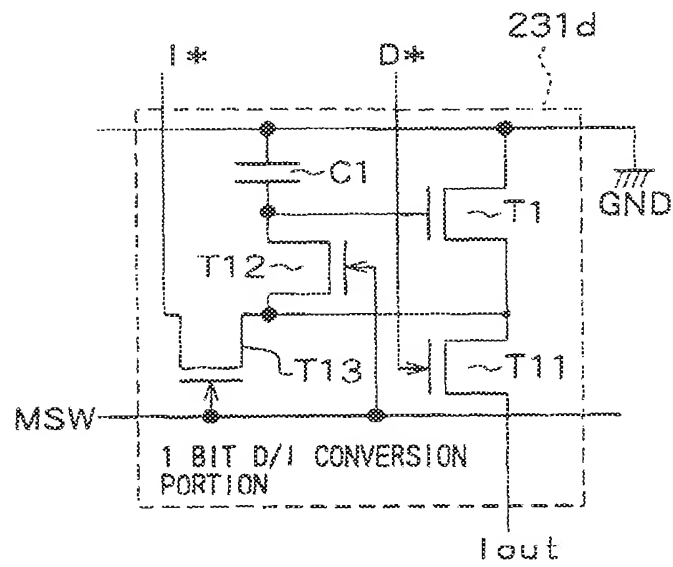 231d
I*
D*
C1
T1
GND
T12
T13
T11
MSW
1 BIT D/I CONVERSION
PORTION
Iout